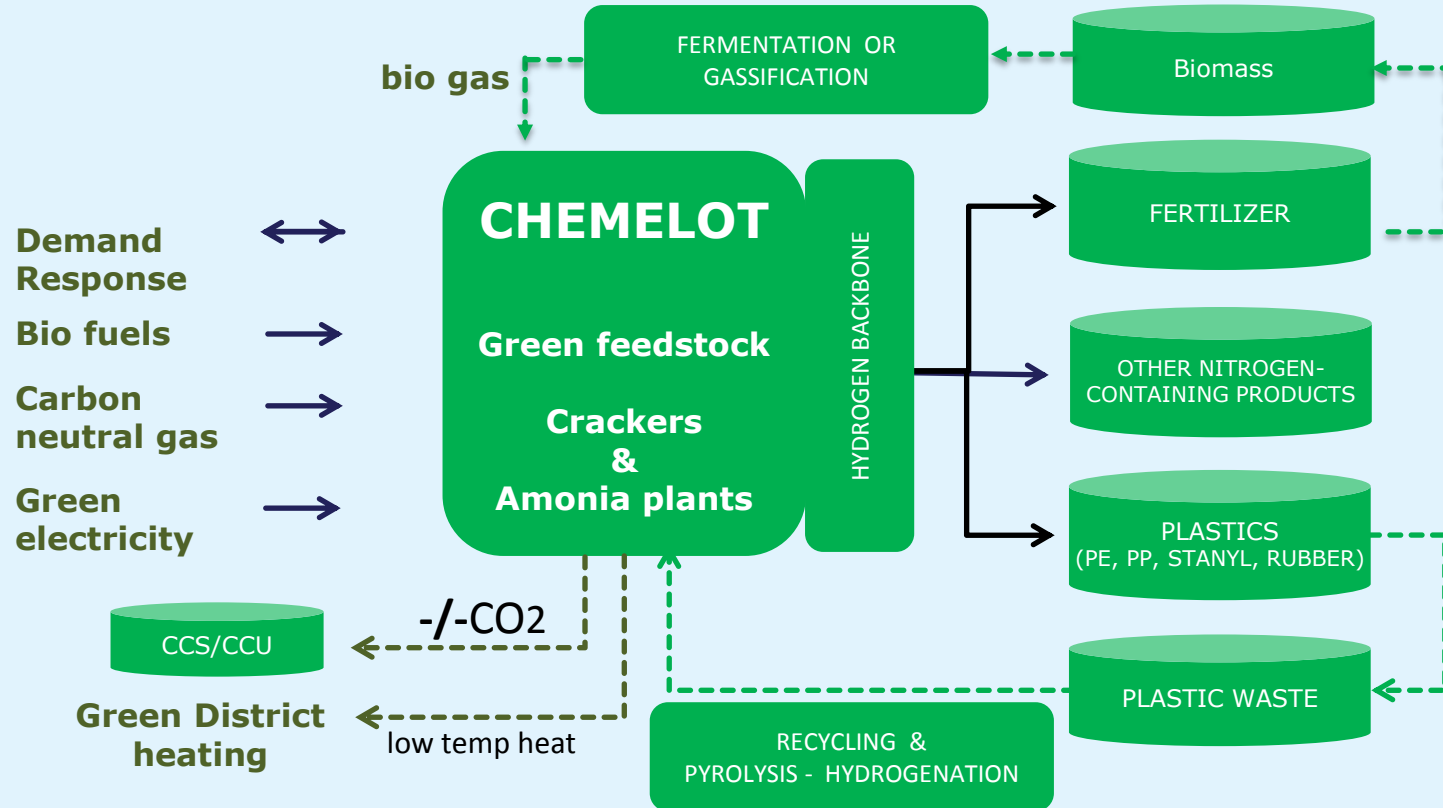 FERMENTATION OR
GASSIFICATION
Biomass
bio gas
CHEMELOT
Green feedstock
Crackers
&
Amonia plants
HYDROGEN BACKBONE
FERTILIZER
OTHER NITROGEN-
CONTAINING PRODUCTS
PLASTICS
(PE, PP, STANYL, RUBBER)
PLASTIC WASTE
Demand
Response
Bio fuels
Carbon
neutral gas
Green
electricity
-/-CO2
CCS/CCU
Green District
heating
low temp heat
RECYCLING &
PYROLYSIS - HYDROGENATION